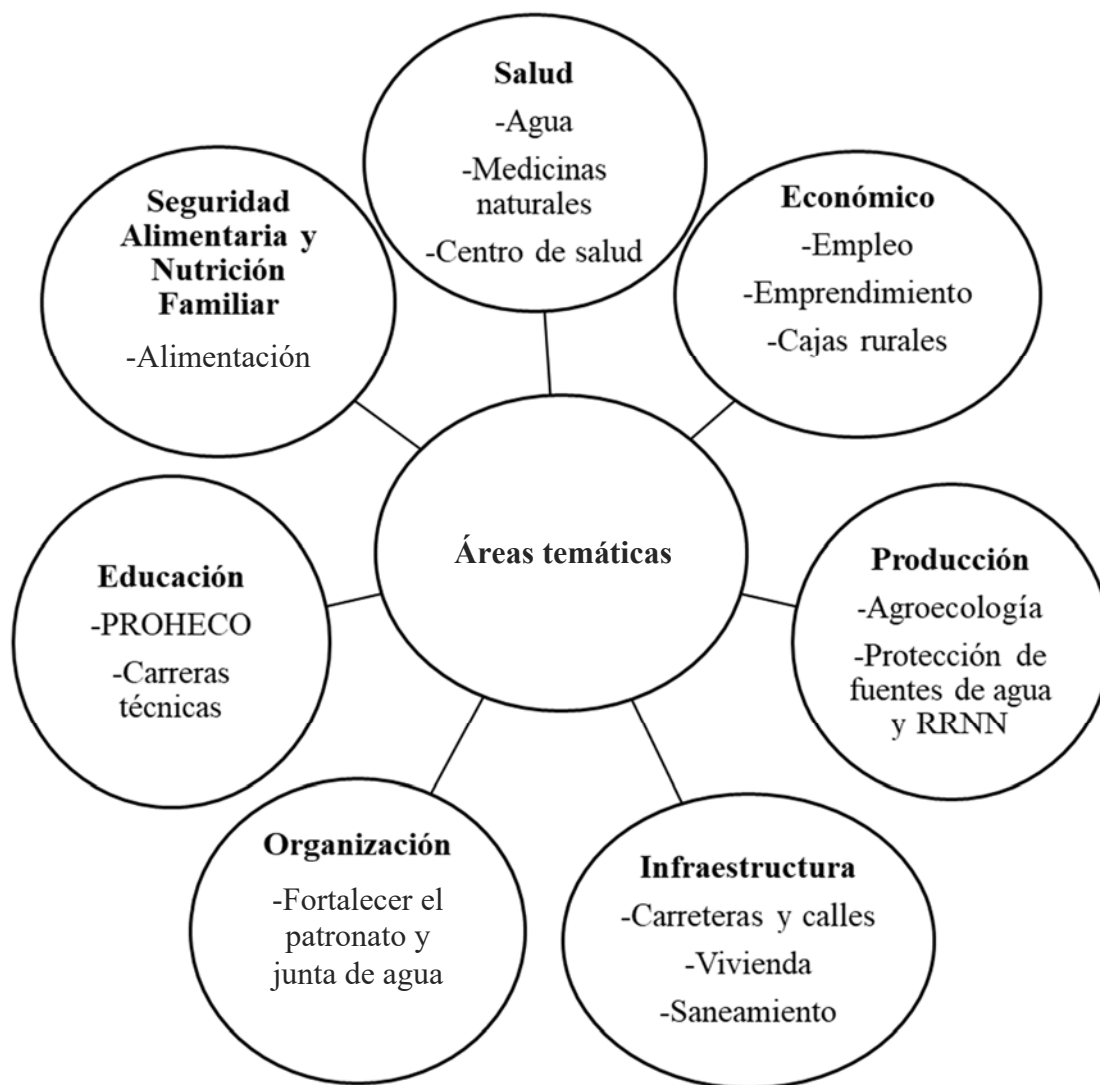 Salud
-Agua
-Medicinas
naturales
-Centro de salud
Económico
-Empleo
-Emprendimiento
-Cajas rurales
Producción
-Agroecología
-Protección de
fuentes de agua
y RRNN
Infraestructura
-Carreteras y calles
-Vivienda
-Saneamiento
Organización
-Fortalecer el
patronato y
junta de agua
Educación
-PROHECO
-Carreras
técnicas
Seguridad
Alimentaria y
Nutrición
Familiar
-Alimentación
Áreas temáticas